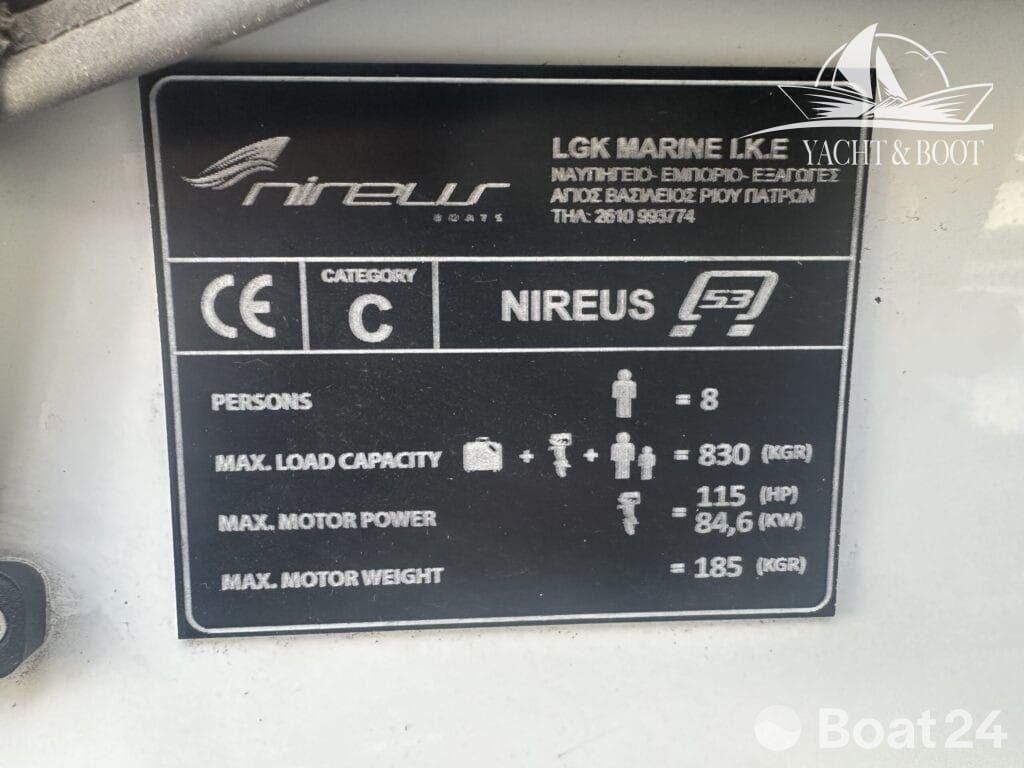 nireus
BOATS
LGK MARINE I.K.E
ΝΑΥΠΗΓΕΙΟ- ΕΜΠΟΡΙΟ- ΕΞΑΓΩΓΕΣ
ΑΓΙΟΣ ΒΑΣΙΛΕΙΟΣ ΡΙΟΥ ΠΑΤΡΩΝ
ΤΗΛ: 2610 993774
YACHT & BOOT
CE
CATEGORY
C
NIREUS 53
PERSONS = 8
MAX. LOAD CAPACITY + + = 830 (KGR)
MAX. MOTOR POWER = 115 (HP)
84,6 (KW)
MAX. MOTOR WEIGHT = 185 (KGR)
Boat24